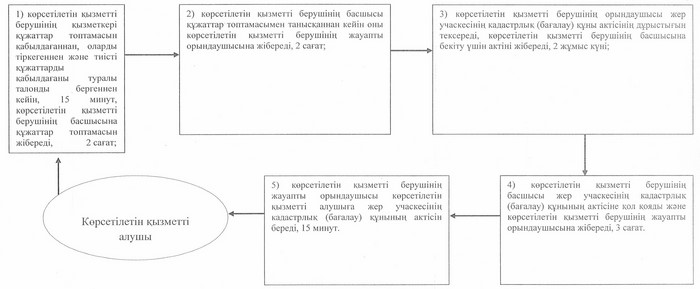 1) көрсетілетін қызметті
берушінің қызметкері
құжаттар топтамасын
қабылдағаннан, оларды
тіркегеннен және тиісті
құжаттарды
қабылдағаны туралы
талонды бергеннен
кейін, 15 минут,
көрсетілетін қызметті
берушінің басшысына
құжаттар топтамасын
жібереді, 2 сағат;
2) көрсетілетін қызметті берушінің басшысы
құжаттар топтамасымен танысқаннан кейін оны
көрсетілетін қызметті берушінің жауапты
орындаушысына жібереді, 2 сағат;
3) көрсетілетін қызметті берушінің орындаушысы жер
учаскесінің кадастрлық (бағалау) құны актісінің дұрыстығын
тексереді, көрсетілетін қызметті берушінің басшысына
бекіту үшін актіні жібереді, 2 жұмыс күні;
4) көрсетілетін қызметті берушінің
басшысы жер учаскесінің кадастрлық
(бағалау) құнының актісіне қол қояды және
көрсетілетін қызметті берушінің жауапты
орындаушысына жібереді, 3 сағат.
5) көрсетілетін қызметті берушінің
жауапты орындаушысы көрсетілетін
қызметті алушыға жер учаскесінің
кадастрлық (бағалау) құнының актісін
береді, 15 минут.
Көрсетілетін қызметті
алушы